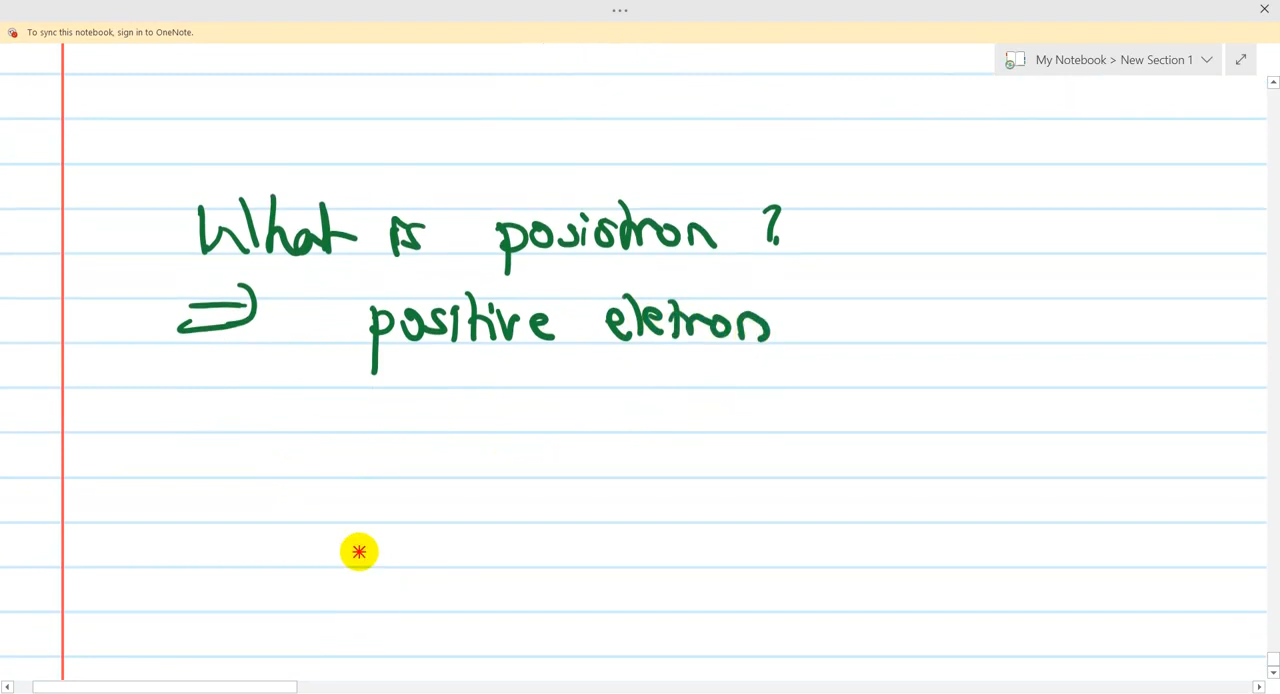 To sync this notebook, sign in to OneNote.
My Notebook > New Section 1
What is posistron ?
⇒ positive eletron